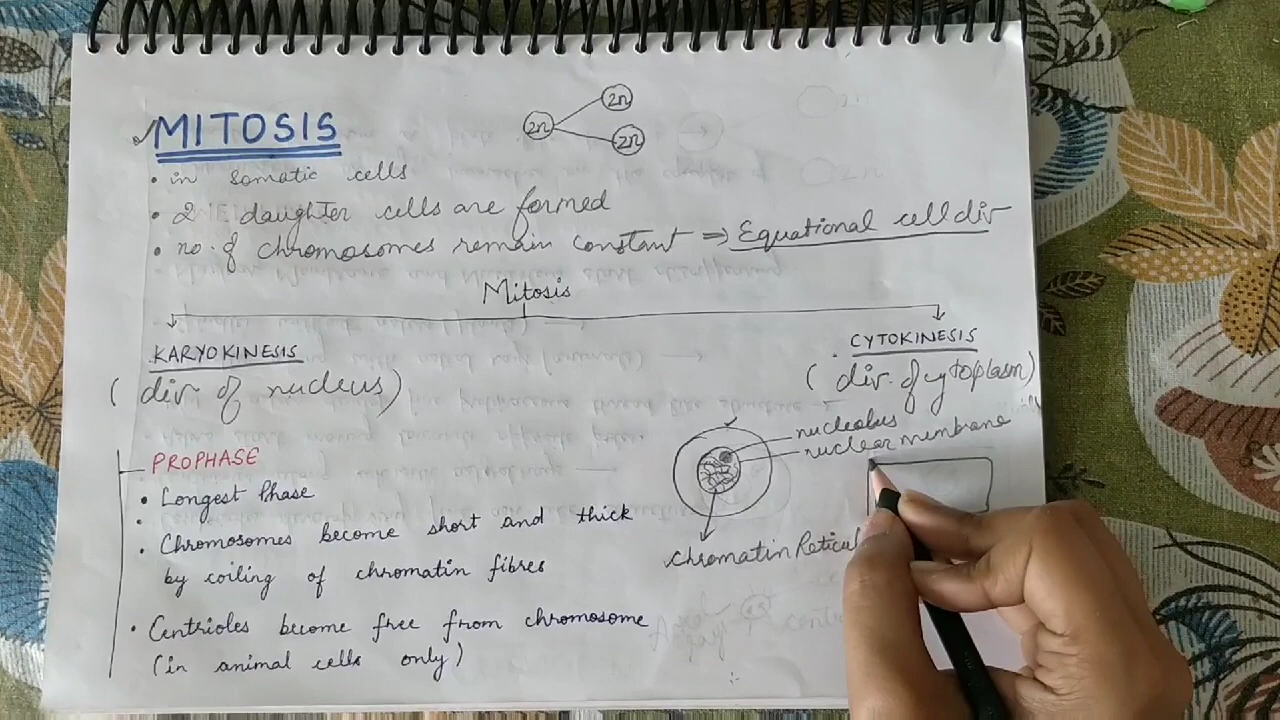 MITOSIS
2n
2n
2n
• in Somatic cells
• 2 daughter cells are formed
• no. of chromosomes remain constant ⇒ Equational cell div
Mitosis
KARYOKINESIS
(div. of nucleus)
CYTOKINESIS
(div. of cytoplasm)
PROPHASE
• Longest Phase
• Chromosomes become short and thick
by coiling of chromatin fibres
• Centrioles become free from chromosome
(in animal cells only)
nucleolus
nuclear membrane
chromatin Reticul